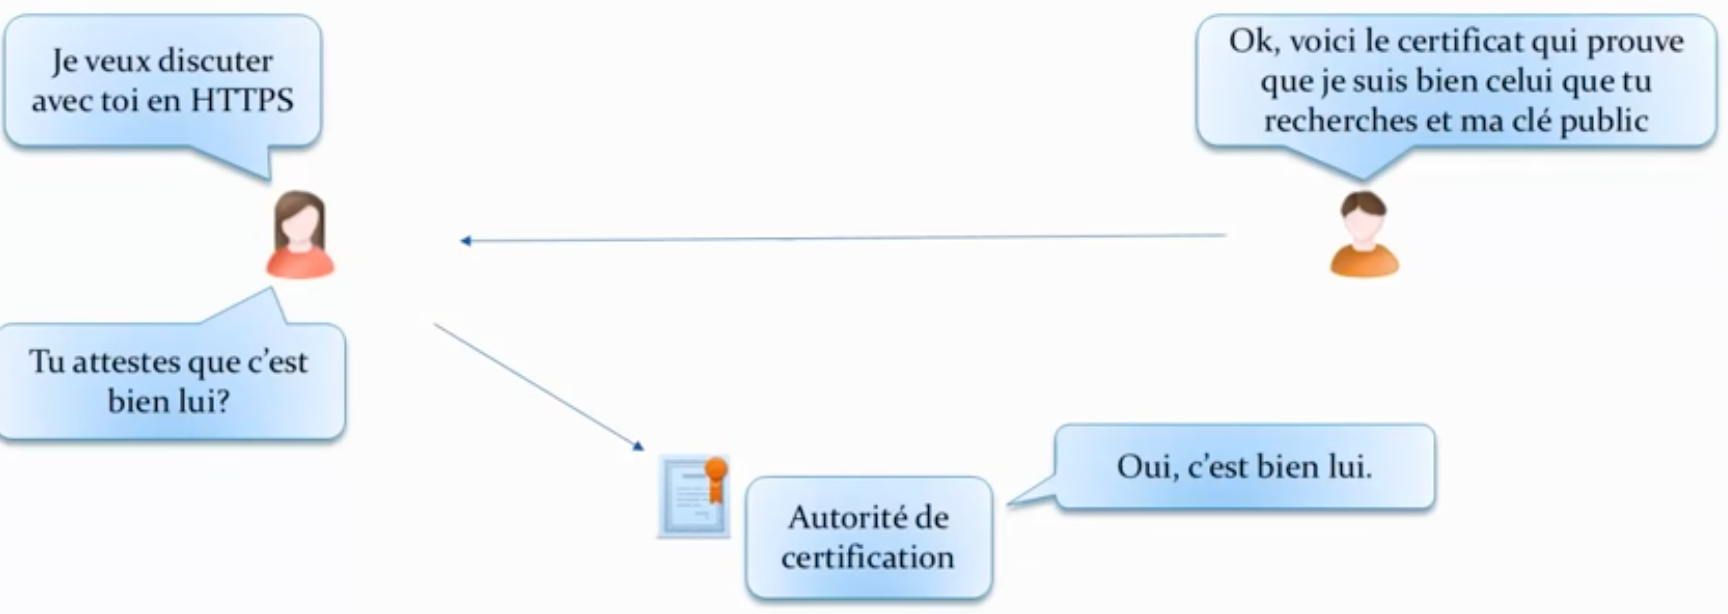 Je veux discuter
avec toi en HTTPS
Ok, voici le certificat qui prouve
que je suis bien celui que tu
recherches et ma clé public
Tu attestes que c'est
bien lui?
Oui, c'est bien lui.
Autorité de
certification